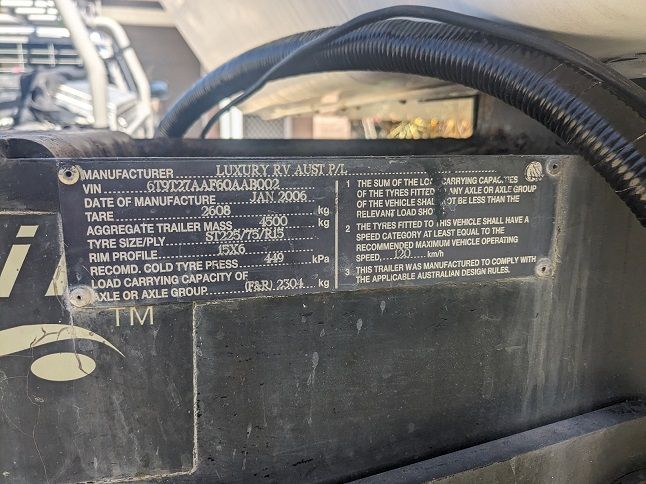 MANUFACTURER LUXURY RV AUST P/L
VIN 6T9T27AAF60AAB002
DATE OF MANUFACTURE JAN 2006
TARE 2608 kg
AGGREGATE TRAILER MASS 4500 kg
TYRE SIZE/PLY ST225/75/R15
RIM PROFILE 15X6
RECOMD. COLD TYRE PRESS 449 kPa
LOAD CARRYING CAPACITY OF
AXLE OR AXLE GROUP (F&R) 2304 kg
1 THE SUM OF THE CARRYING CAPACITIES
OF THE TYRES FITTED ANY AXLE OR AXLE GROUP
OF THE VEHICLE SHALL NOT BE LESS THAN THE
RELEVANT LOAD
2 THE TYRES FITTED TO THIS VEHICLE SHALL HAVE A
SPEED CATEGORY AT LEAST EQUAL TO THE
RECOMMENDED MAXIMUM VEHICLE OPERATING
SPEED, 120 km/h
3 THIS TRAILER WAS MANUFACTURED TO COMPLY WITH
THE APPLICABLE AUSTRALIAN DESIGN RULES.
TM